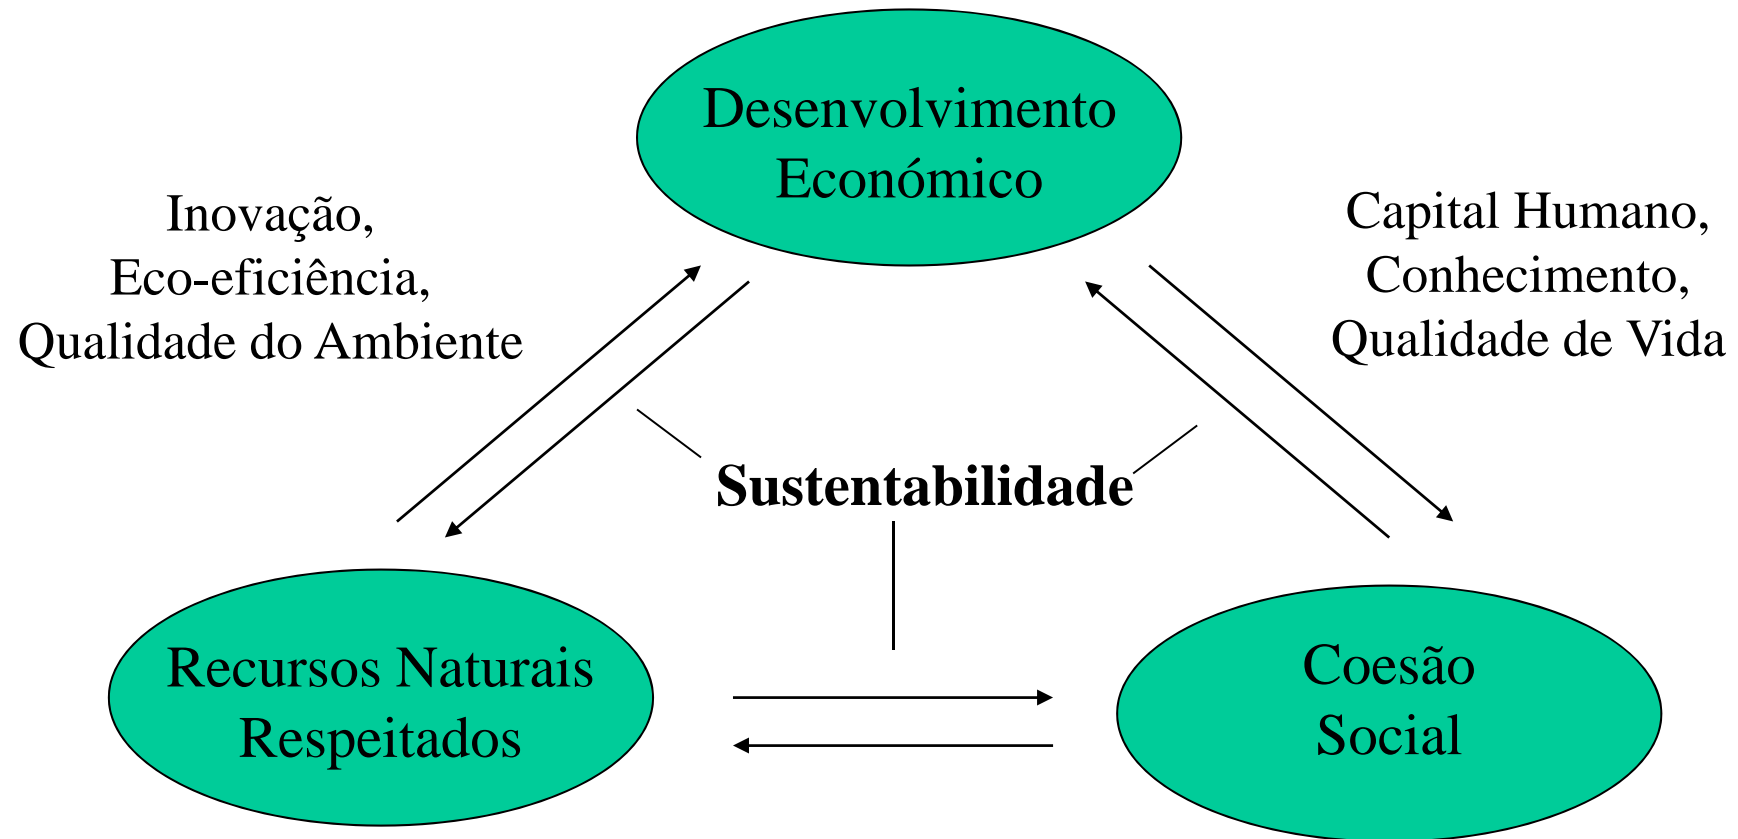 Desenvolvimento
Económico
Inovação,
Eco-eficiência,
Qualidade do Ambiente
Capital Humano,
Conhecimento,
Qualidade de Vida
Sustentabilidade
Recursos Naturais
Respeitados
Coesão
Social